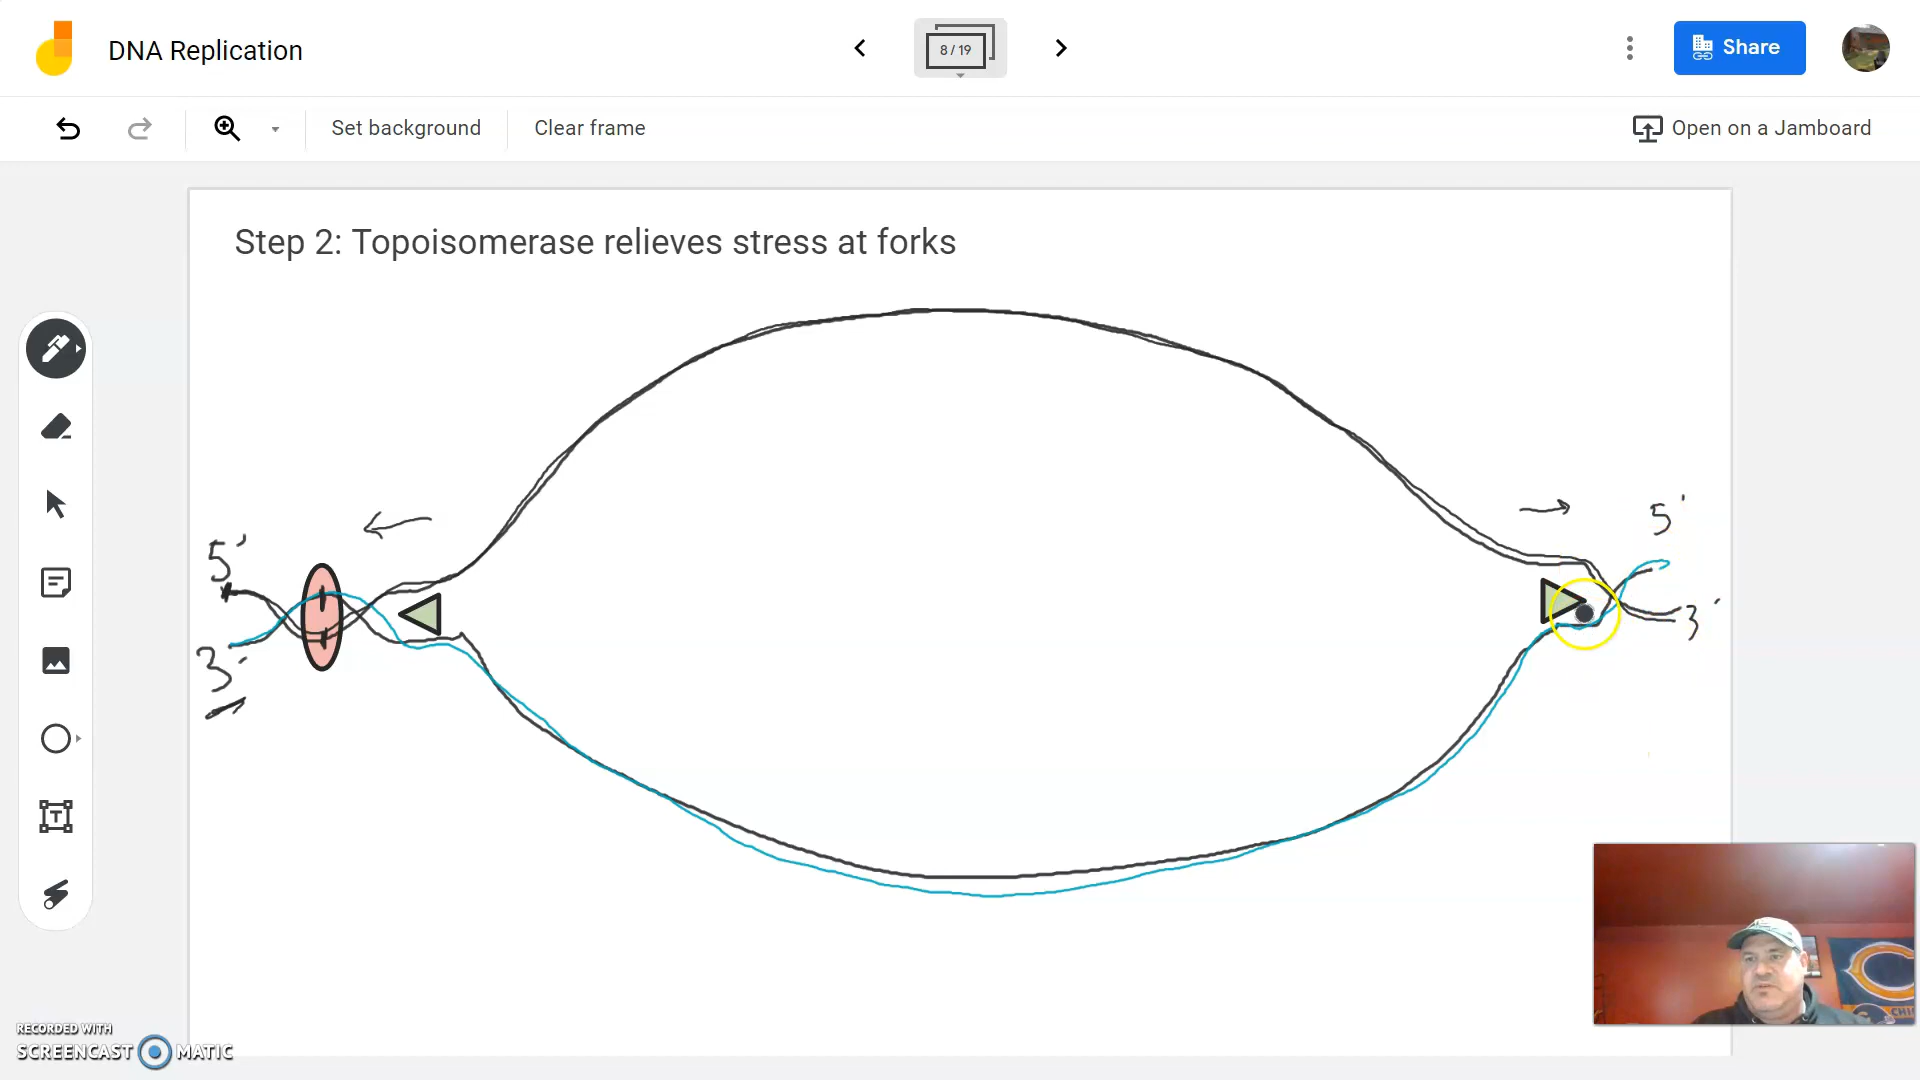 DNA Replication
8 / 19
Share
Set background
Clear frame
Open on a Jamboard
Step 2: Topoisomerase relieves stress at forks
5'
5'
3'
3'
T
RECORDED WITH
SCREENCAST MATIC
CHI